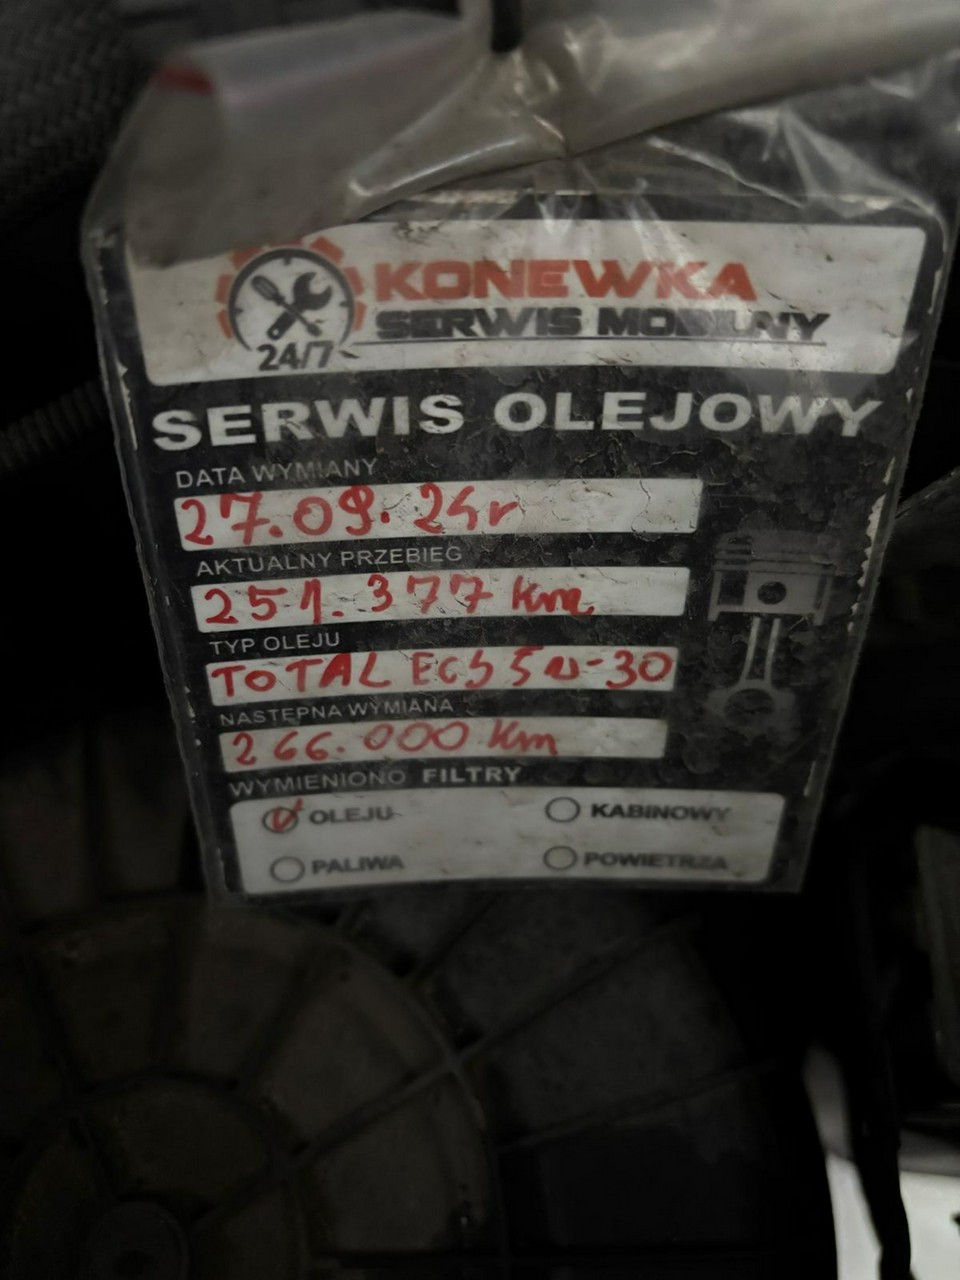 KONEWKA
SERWIS MOBILNY
24/7
SERWIS OLEJOWY
DATA WYMIANY
27.09.24r
AKTUALNY PRZEBIEG
251.377 km
TYP OLEJU
TOTAL ECS 5W-30
NASTĘPNA WYMIANA
266.000 km
WYMIENIONO FILTRY
OLEJU KABINOWY
PALIWA POWIETRZA